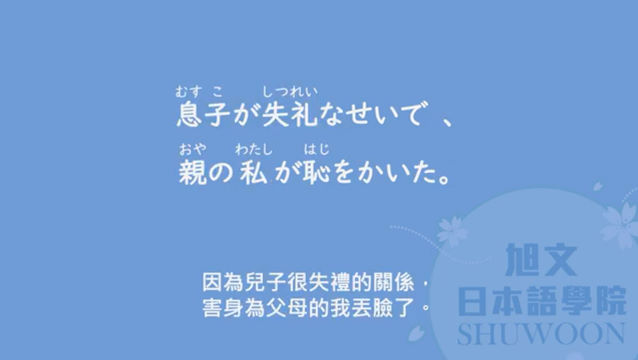 むすこ しつれい
息子が失礼なせいで、
おや わたし はじ
親の私が恥をかいた。
因為兒子很失禮的關係，
害身為父母的我丟臉了。
旭文
日本語學院
SHUWOON